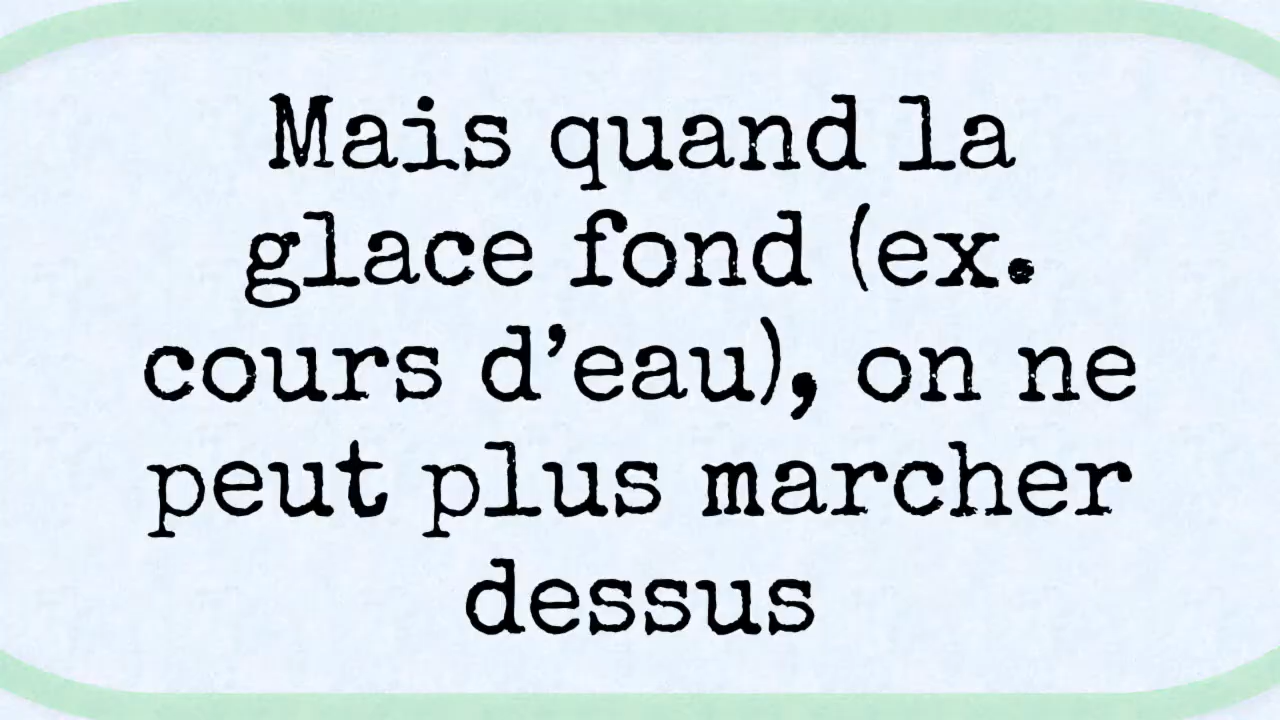 Mais quand la
glace fond (ex.
cours d’eau), on ne
peut plus marcher
dessus